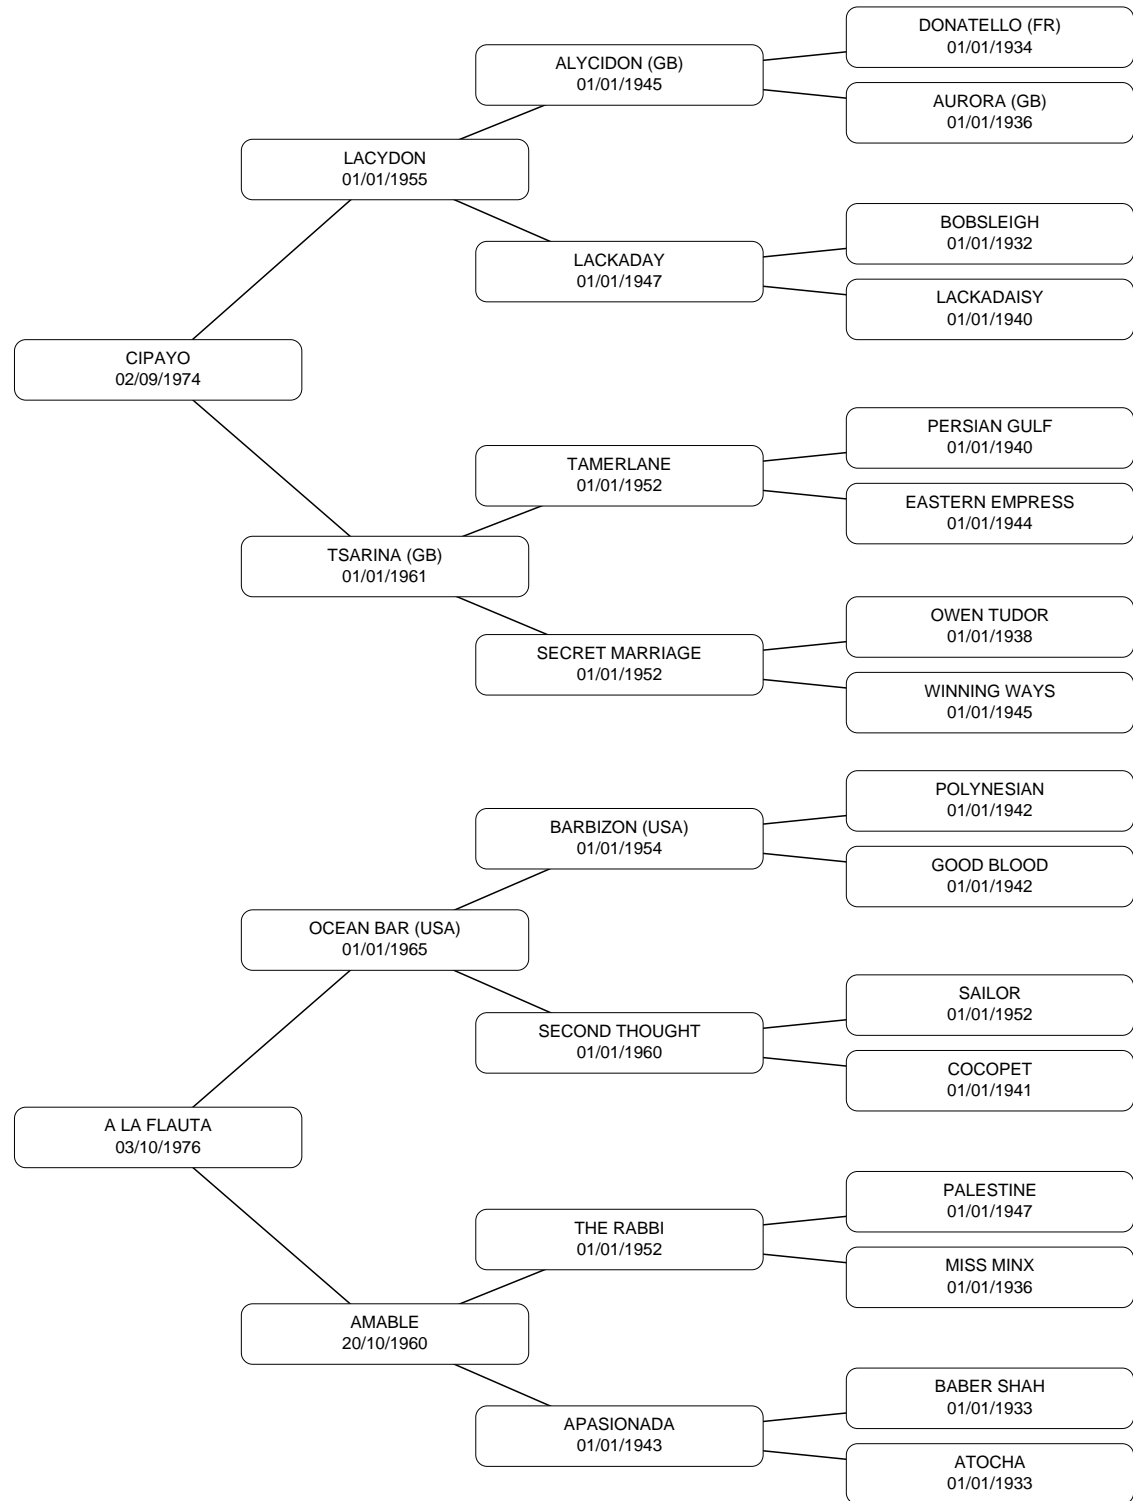 DONATELLO (FR)
01/01/1934
ALYCIDON (GB)
01/01/1945
AURORA (GB)
01/01/1936
LACYDON
01/01/1955
BOBSLEIGH
01/01/1932
LACKADAY
01/01/1947
LACKADAISY
01/01/1940
CIPAYO
02/09/1974
PERSIAN GULF
01/01/1940
TAMERLANE
01/01/1952
EASTERN EMPRESS
01/01/1944
TSARINA (GB)
01/01/1961
OWEN TUDOR
01/01/1938
SECRET MARRIAGE
01/01/1952
WINNING WAYS
01/01/1945
POLYNESIAN
01/01/1942
BARBIZON (USA)
01/01/1954
GOOD BLOOD
01/01/1942
OCEAN BAR (USA)
01/01/1965
SAILOR
01/01/1952
SECOND THOUGHT
01/01/1960
COCOPET
01/01/1941
A LA FLAUTA
03/10/1976
PALESTINE
01/01/1947
THE RABBI
01/01/1952
MISS MINX
01/01/1936
AMABLE
20/10/1960
BABER SHAH
01/01/1933
APASIONADA
01/01/1943
ATOCHA
01/01/1933